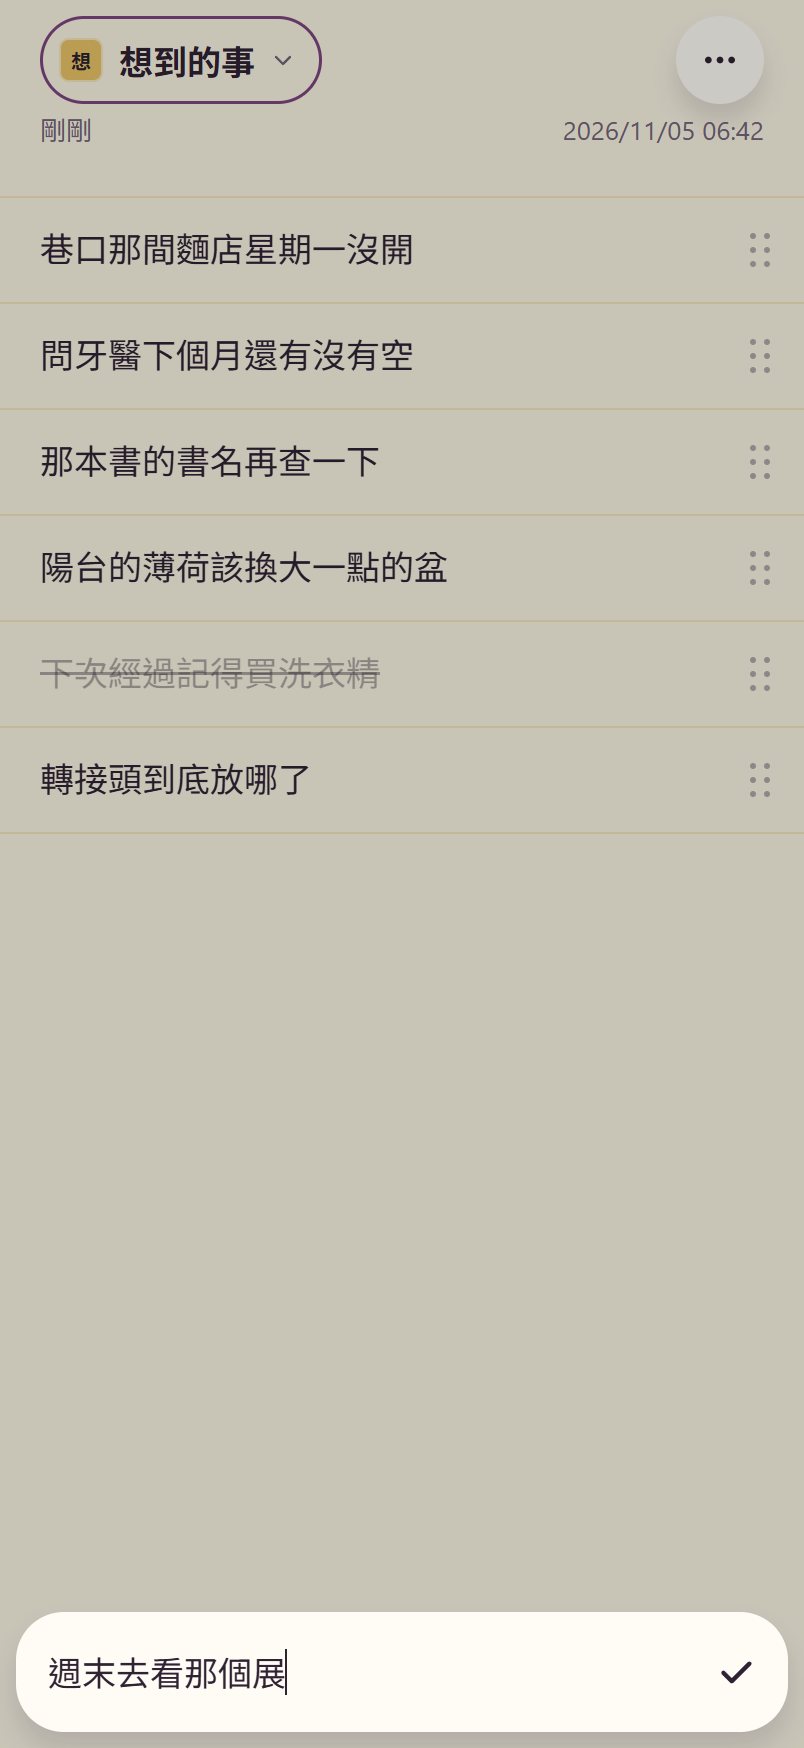 想 想到的事
剛剛 2026/11/05 06:42
巷口那間麵店星期一沒開
問牙醫下個月還有沒有空
那本書的書名再查一下
陽台的薄荷該換大一點的盆
下次經過記得買洗衣精
轉接頭到底放哪了
週末去看那個展